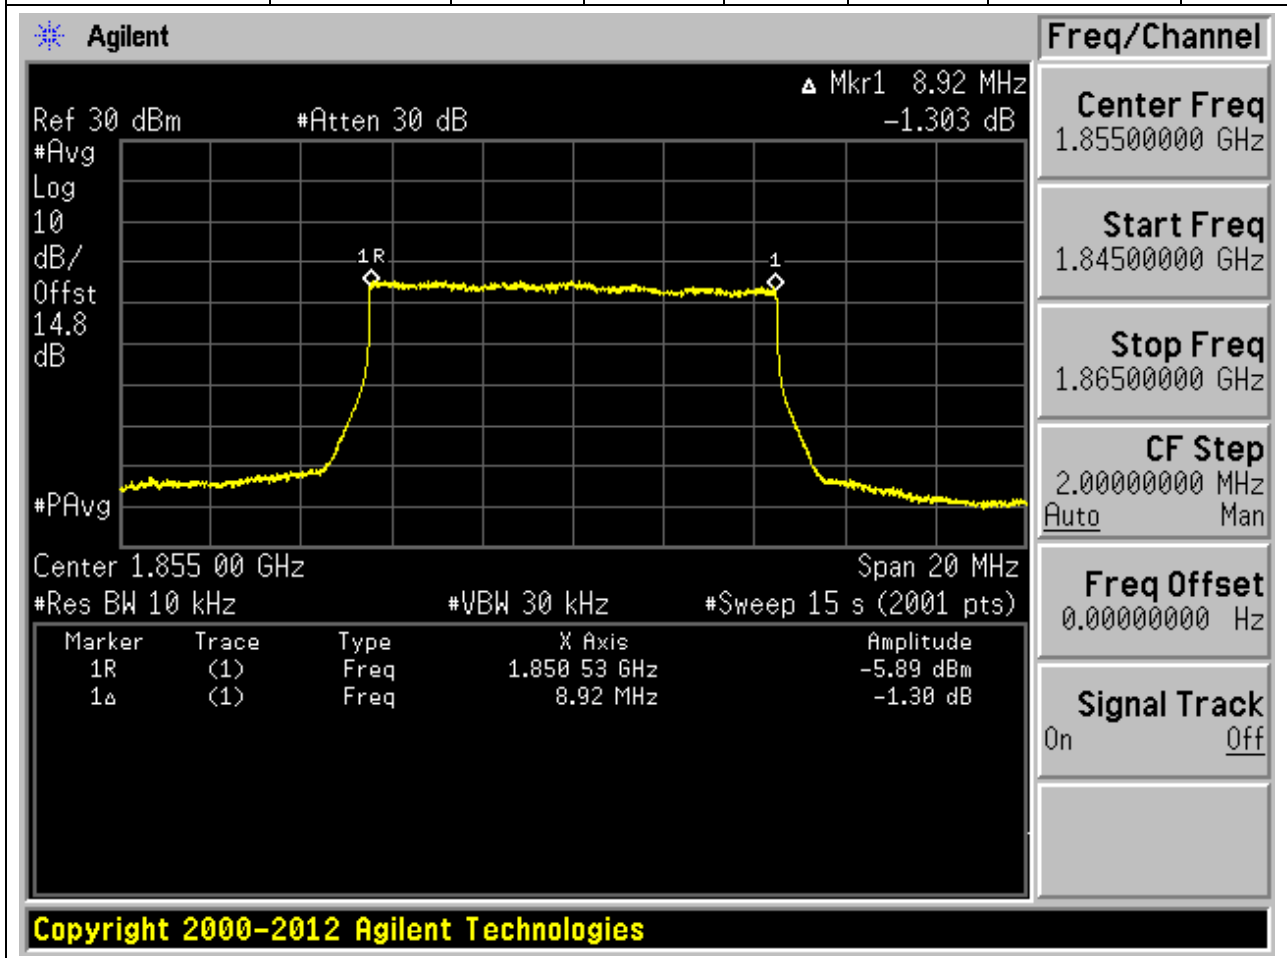 Agilent
Freq/Channel
▵ Mkr1 8.92 MHz
Ref 30 dBm #Atten 30 dB -1.303 dB
#Avg
Log
10
dB/
Offst
14.8
dB
1R
1
#PAvg
Center 1.855 00 GHz Span 20 MHz
#Res BW 10 kHz #VBW 30 kHz #Sweep 15 s (2001 pts)
Marker Trace Type X Axis Amplitude
1R (1) Freq 1.850 53 GHz -5.89 dBm
1▵ (1) Freq 8.92 MHz -1.30 dB
Center Freq
1.85500000 GHz
Start Freq
1.84500000 GHz
Stop Freq
1.86500000 GHz
CF Step
2.00000000 MHz
Auto Man
Freq Offset
0.00000000 Hz
Signal Track
On Off
Copyright 2000-2012 Agilent Technologies